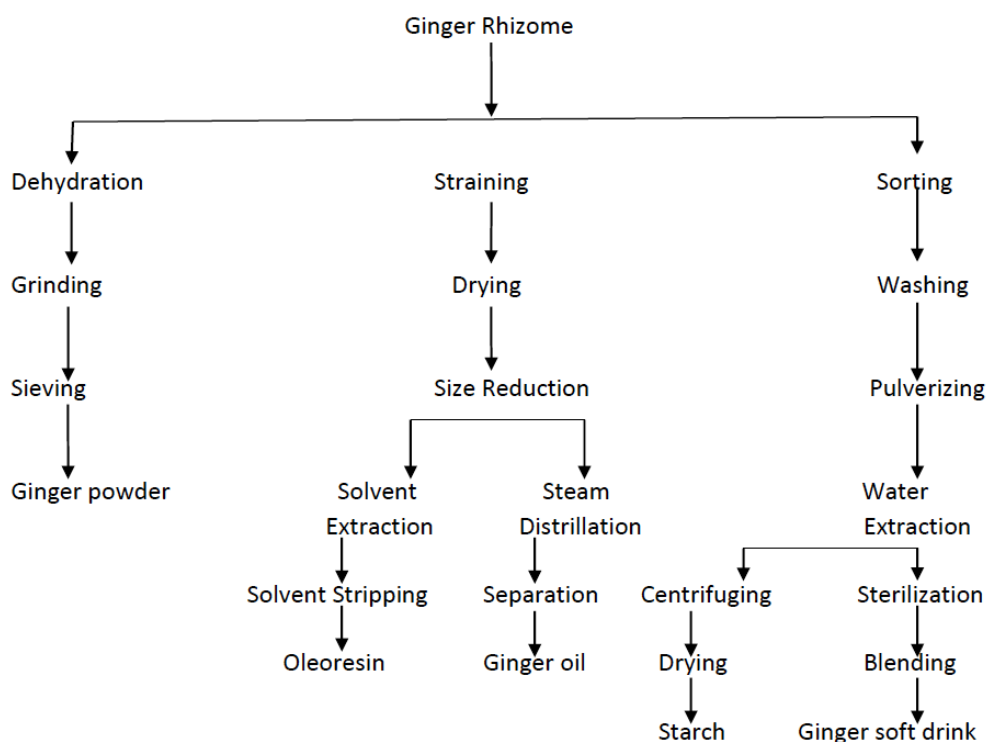 Ginger Rhizome
Dehydration Straining Sorting
Grinding Drying Washing
Sieving Size Reduction Pulverizing
Ginger powder Solvent Steam Water
Extraction Distrillation Extraction
Solvent Stripping Separation Centrifuging Sterilization
Oleoresin Ginger oil Drying Blending
Starch Ginger soft drink